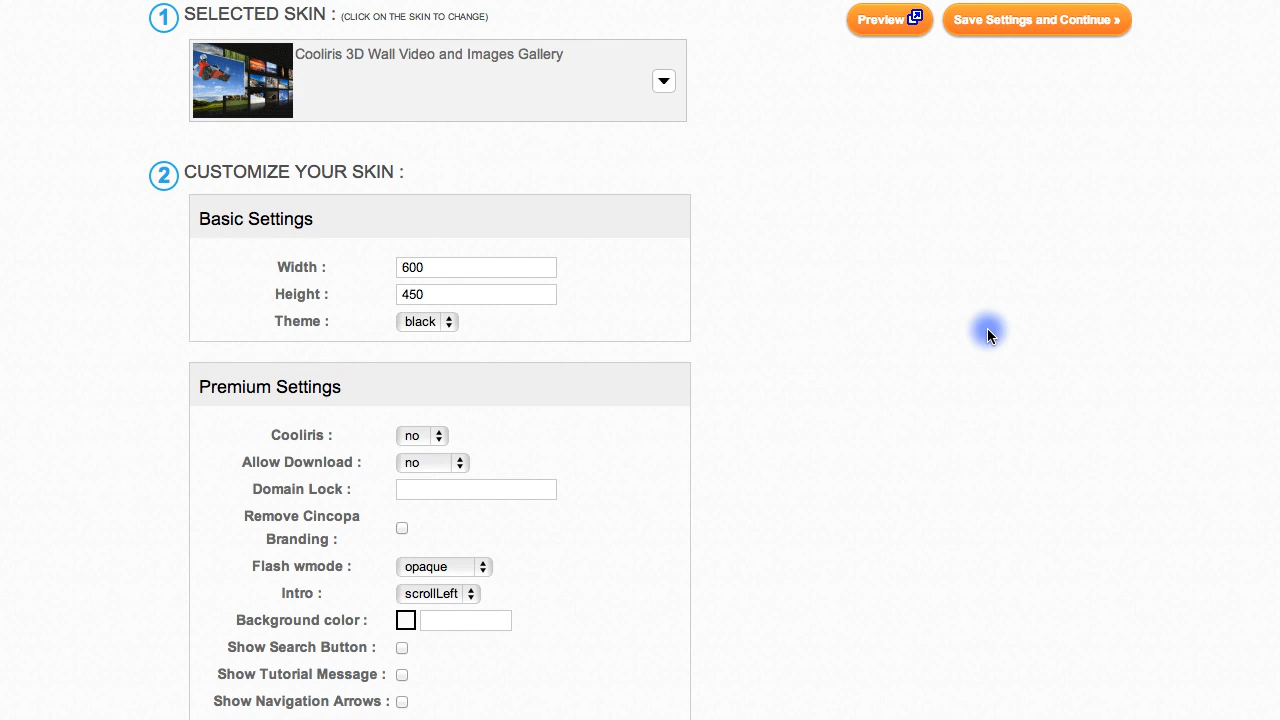 1 SELECTED SKIN : (CLICK ON THE SKIN TO CHANGE)
Preview
Save Settings and Continue »
Cooliris 3D Wall Video and Images Gallery
2 CUSTOMIZE YOUR SKIN :
Basic Settings
Width : 600
Height : 450
Theme : black
Premium Settings
Cooliris : no
Allow Download : no
Domain Lock :
Remove Cincopa
Branding :
Flash wmode : opaque
Intro : scrollLeft
Background color :
Show Search Button :
Show Tutorial Message :
Show Navigation Arrows :